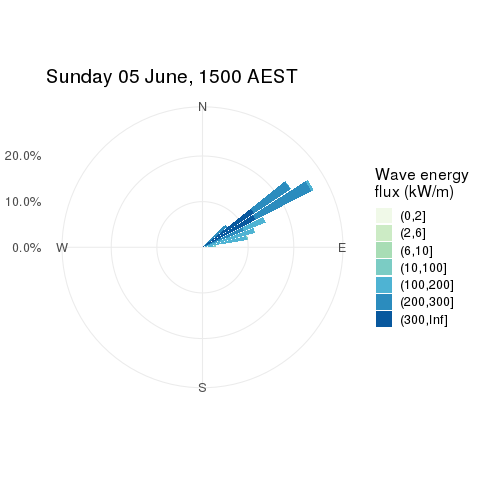 Sunday 05 June, 1500 AEST
N
20.0%
10.0%
0.0%
W
E
S
Wave energy
flux (kW/m)
(0,2]
(2,6]
(6,10]
(10,100]
(100,200]
(200,300]
(300,Inf]